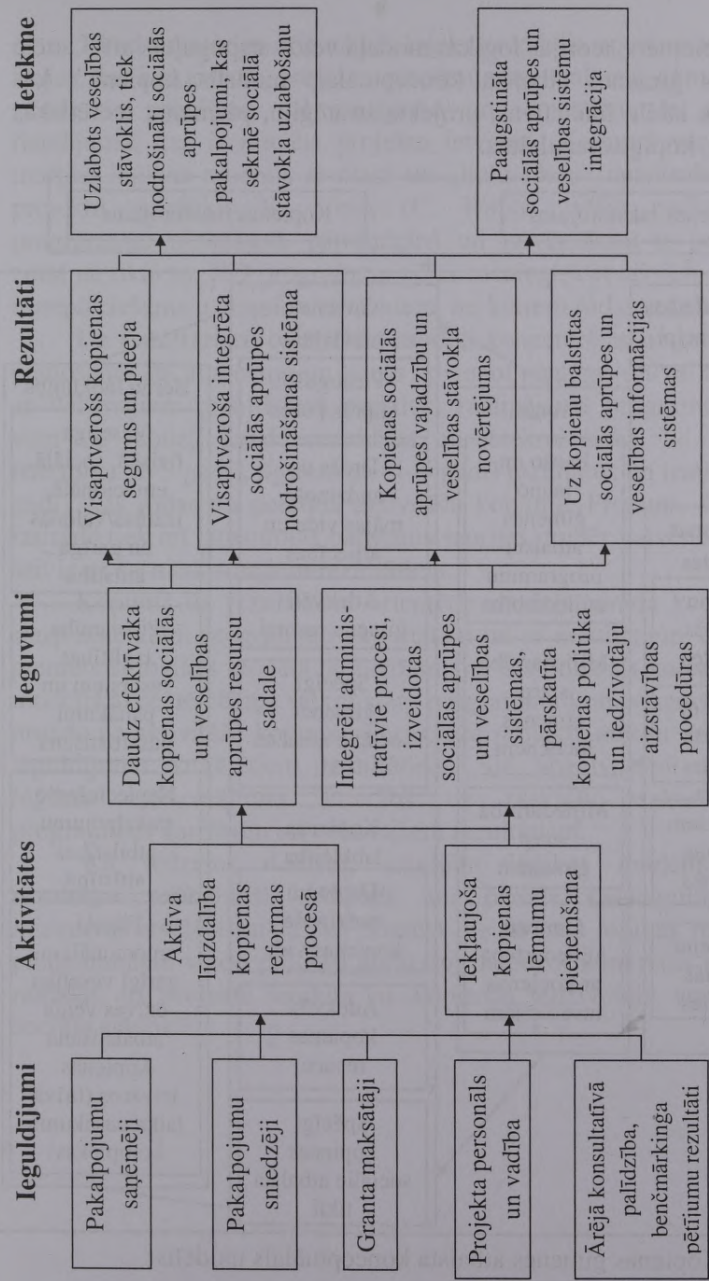 Ieguldījumi
Aktivitātes
Ieguvumi
Rezultāti
Ietekme
Pakalpojumu
saņēmēji
Pakalpojumu
sniedzēji
Granta maksātāji
Projekta personāls
un vadība
Ārējā konsultatīvā
palīdzība,
benčmārkinga
pētījumu rezultāti
Aktīva
līdzdalība
kopienas
reformas
procesā
Iekļaujoša
kopienas
lēmumu
pieņemšana
Daudz efektīvāka
kopienas sociālās
un veselības
aprūpes resursu
sadale
Integrēti adminis-
tratīvie procesi,
izveidotas
sociālās aprūpes
un veselības
sistēmas,
pārskatīta
kopienas politika
un iedzīvotāju
aizstāvības
procedūras
Visaptverošs kopienas
segums un pieeja
Visaptveroša integrēta
sociālās aprūpes
nodrošināšanas sistēma
Kopienas sociālās
aprūpes vajadzību un
veselības stāvokļa
novērtējums
Uz kopienu balstītas
sociālās aprūpes un
veselības informācijas
sistēmas
Uzlabots veselības
stāvoklis, tiek
nodrošināti sociālās
aprūpes
pakalpojumi, kas
sekmē sociālā
stāvokļa uzlabošanu
Paaugstināta
sociālās aprūpes un
veselības sistēmu
integrācija